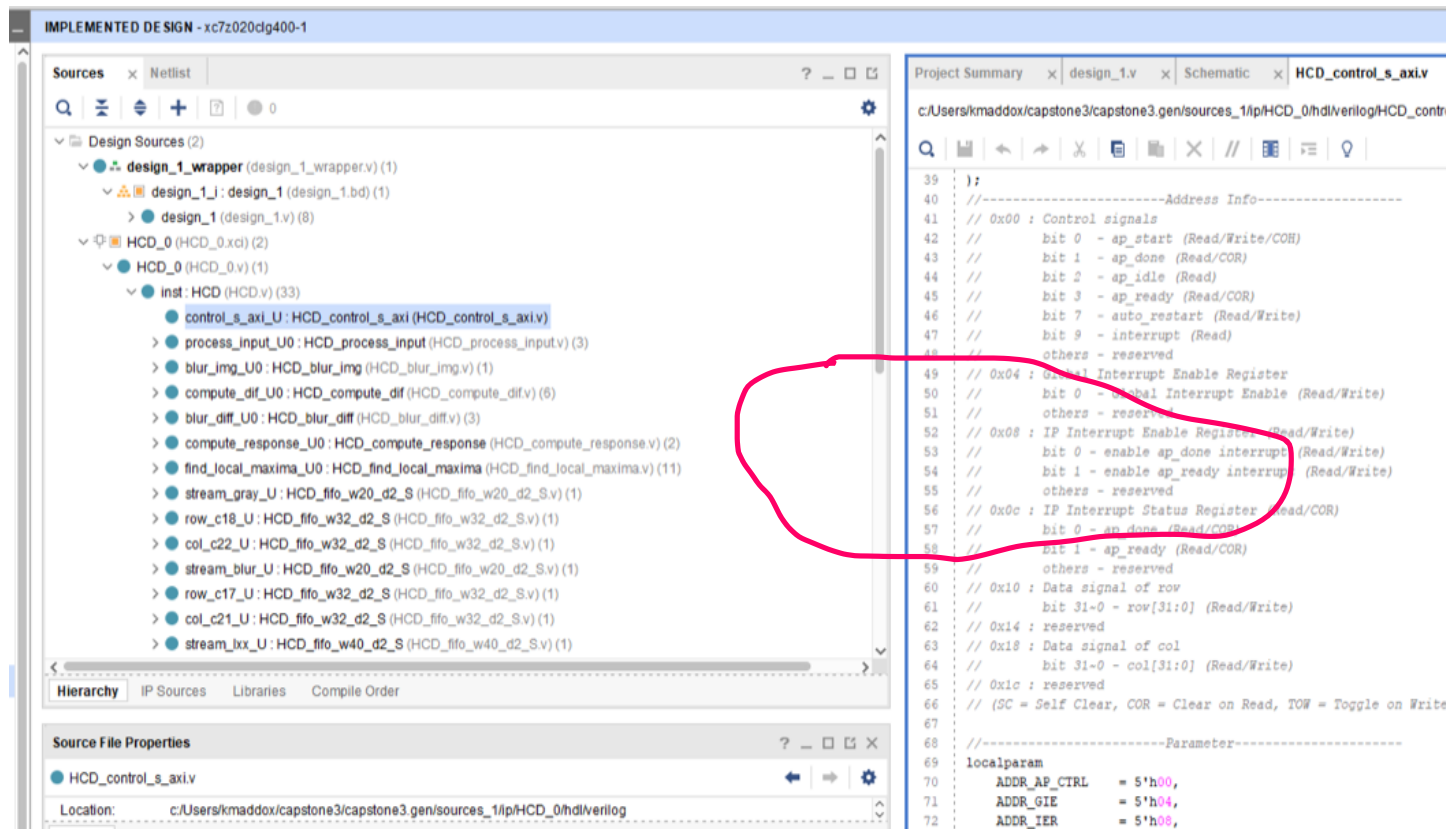 IMPLEMENTED DESIGN - xc7z020clg400-1
Sources × Netlist
? _ □
0
Design Sources (2)
design_1_wrapper (design_1_wrapper.v) (1)
design_1_i : design_1 (design_1.bd) (1)
design_1 (design_1.v) (8)
HCD_0 (HCD_0.xci) (2)
HCD_0 (HCD_0.v) (1)
inst : HCD (HCD.v) (33)
control_s_axi_U : HCD_control_s_axi (HCD_control_s_axi.v)
process_input_U0 : HCD_process_input (HCD_process_input.v) (3)
blur_img_U0 : HCD_blur_img (HCD_blur_img.v) (1)
compute_dif_U0 : HCD_compute_dif (HCD_compute_dif.v) (6)
blur_diff_U0 : HCD_blur_diff (HCD_blur_diff.v) (3)
compute_response_U0 : HCD_compute_response (HCD_compute_response.v) (2)
find_local_maxima_U0 : HCD_find_local_maxima (HCD_find_local_maxima.v) (11)
stream_gray_U : HCD_fifo_w20_d2_S (HCD_fifo_w20_d2_S.v) (1)
row_c18_U : HCD_fifo_w32_d2_S (HCD_fifo_w32_d2_S.v) (1)
col_c22_U : HCD_fifo_w32_d2_S (HCD_fifo_w32_d2_S.v) (1)
stream_blur_U : HCD_fifo_w20_d2_S (HCD_fifo_w20_d2_S.v) (1)
row_c17_U : HCD_fifo_w32_d2_S (HCD_fifo_w32_d2_S.v) (1)
col_c21_U : HCD_fifo_w32_d2_S (HCD_fifo_w32_d2_S.v) (1)
stream_Ixx_U : HCD_fifo_w40_d2_S (HCD_fifo_w40_d2_S.v) (1)
Hierarchy IP Sources Libraries Compile Order
Source File Properties
HCD_control_s_axi.v
Location: c:/Users/kmaddox/capstone3/capstone3.gen/sources_1/ip/HCD_0/hdl/verilog
Project Summary × design_1.v × Schematic × HCD_control_s_axi.v
c:/Users/kmaddox/capstone3/capstone3.gen/sources_1/ip/HCD_0/hdl/verilog/HCD_contr
39 );
40 //------------------------Address Info-------------------
41 // 0x00 : Control signals
42 // bit 0 - ap_start (Read/Write/COH)
43 // bit 1 - ap_done (Read/COR)
44 // bit 2 - ap_idle (Read)
45 // bit 3 - ap_ready (Read/COR)
46 // bit 7 - auto_restart (Read/Write)
47 // bit 9 - interrupt (Read)
48 // others - reserved
49 // 0x04 : Global Interrupt Enable Register
50 // bit 0 - Global Interrupt Enable (Read/Write)
51 // others - reserved
52 // 0x08 : IP Interrupt Enable Register (Read/Write)
53 // bit 0 - enable ap_done interrupt (Read/Write)
54 // bit 1 - enable ap_ready interrupt (Read/Write)
55 // others - reserved
56 // 0x0c : IP Interrupt Status Register (Read/COR)
57 // bit 0 - ap_done (Read/COR)
58 // bit 1 - ap_ready (Read/COR)
59 // others - reserved
60 // 0x10 : Data signal of row
61 // bit 31~0 - row[31:0] (Read/Write)
62 // 0x14 : reserved
63 // 0x18 : Data signal of col
64 // bit 31~0 - col[31:0] (Read/Write)
65 // 0x1c : reserved
66 // (SC = Self Clear, COR = Clear on Read, TOW = Toggle on Write
67
68 //------------------------Parameter----------------------
69 localparam
70 ADDR_AP_CTRL = 5'h00,
71 ADDR_GIE = 5'h04,
72 ADDR_IER = 5'h08,